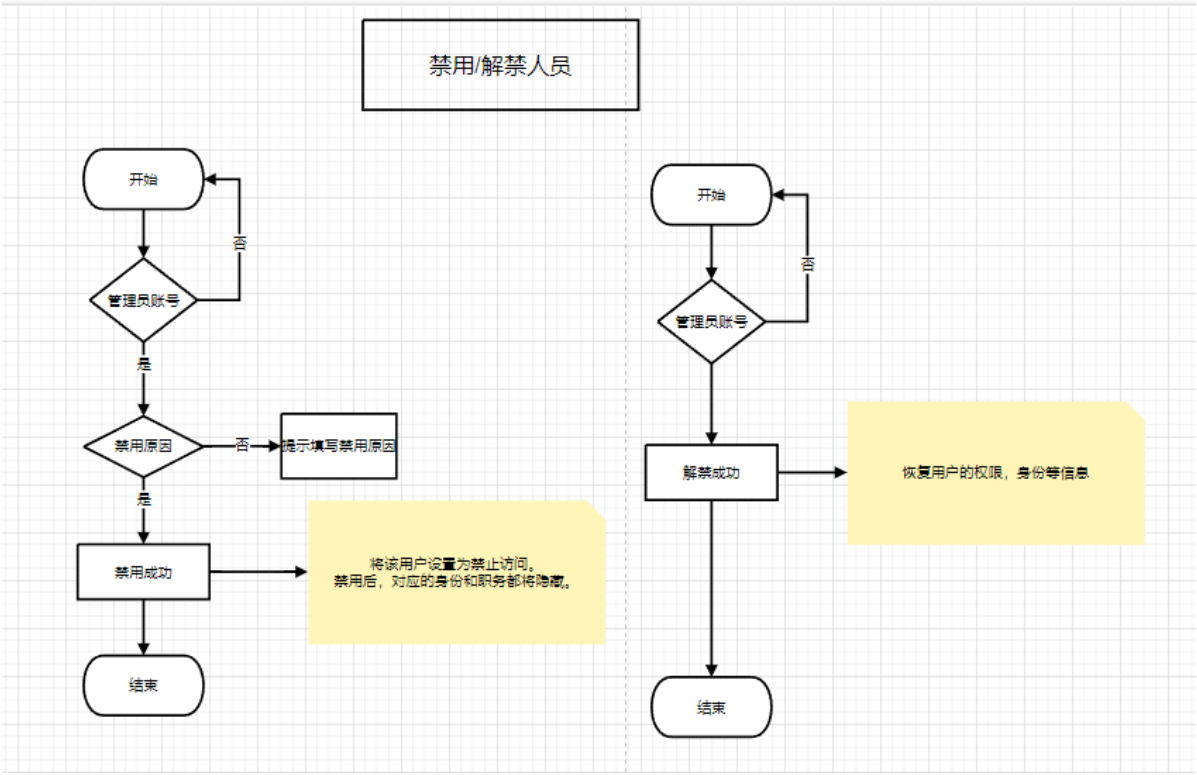 禁用/解禁人员
开始
否
管理员账号
是
禁用原因
否
提示填写禁用原因
是
禁用成功
将该用户设置为禁止访问。
禁用后，对应的身份和职务都将隐藏。
结束
开始
否
管理员账号
解禁成功
恢复用户的权限，身份等信息
结束